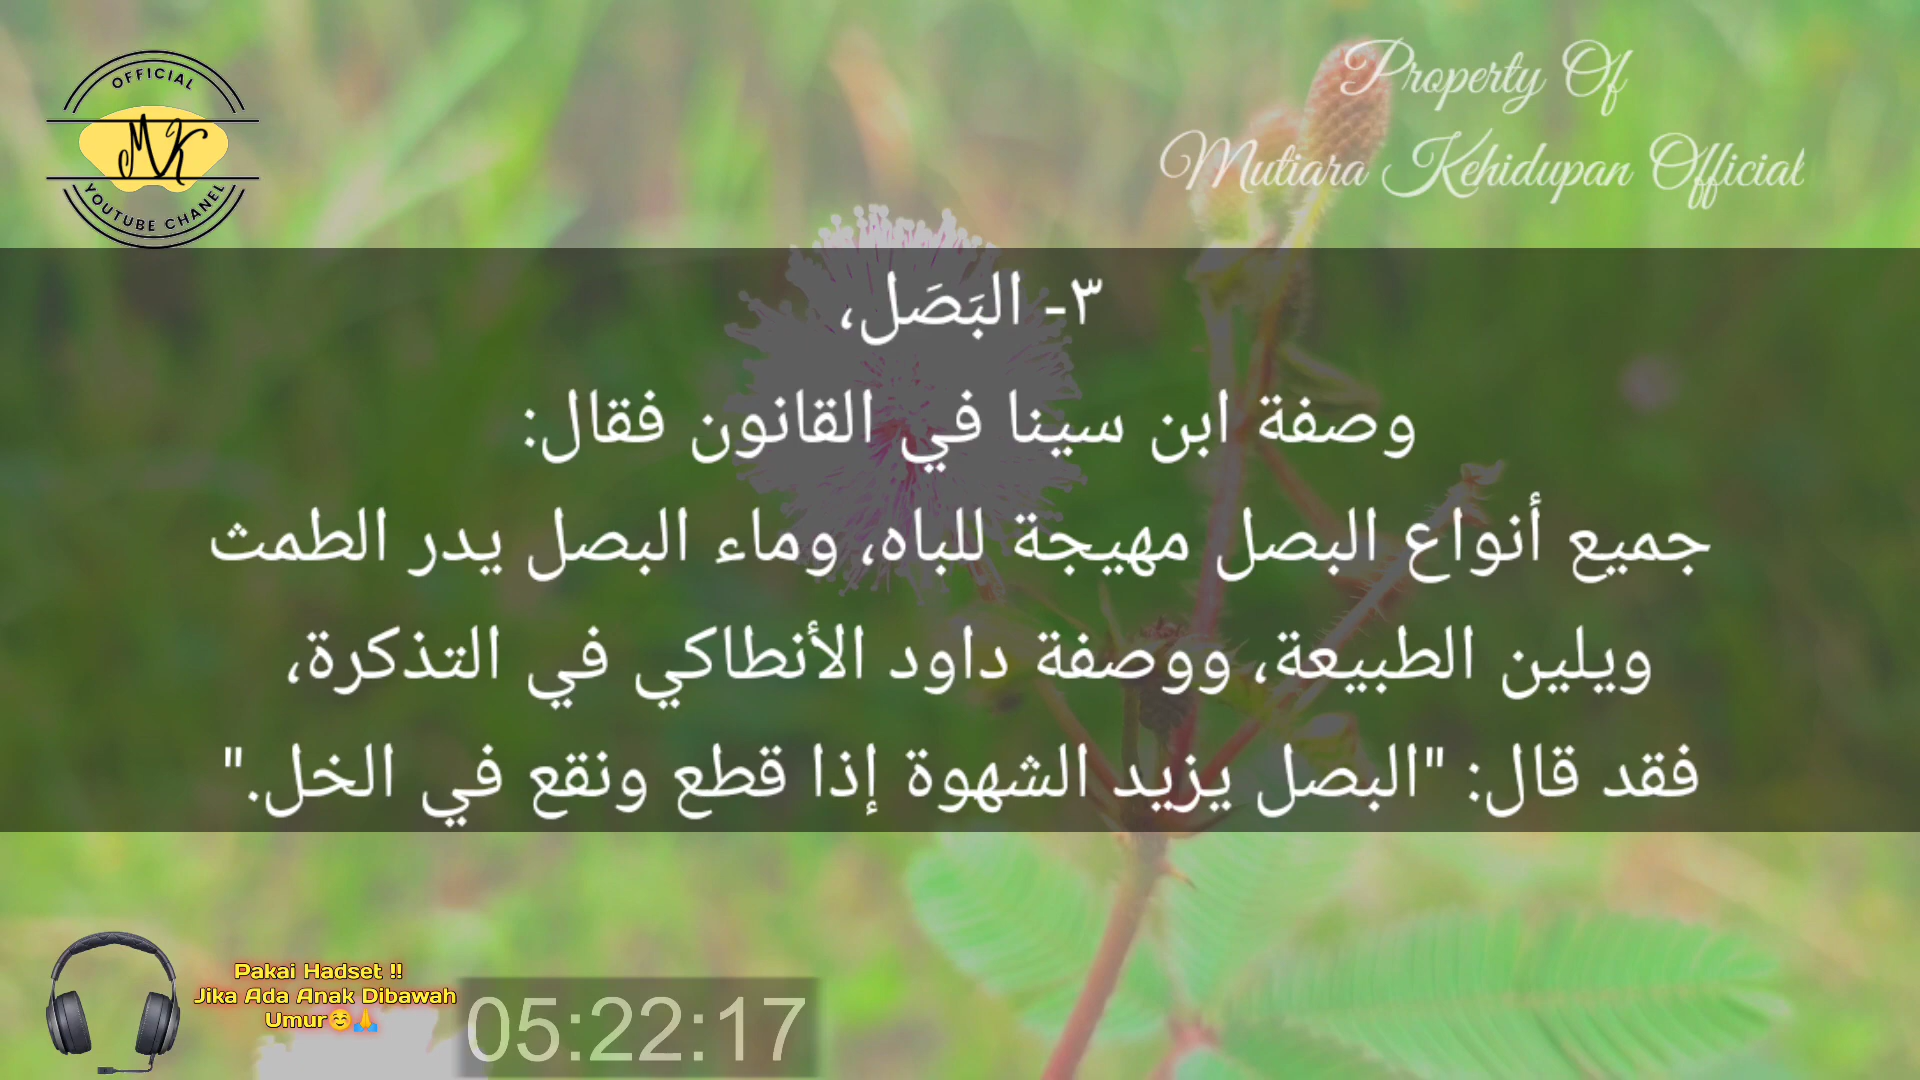 OFFICIAL
MK
YOUTUBE CHANEL
Property Of
Mutiara Kehidupan Official
٣- البَصَل،
وصفة ابن سينا في القانون فقال:
جميع أنواع البصل مهيجة للباه، وماء البصل يدر الطمث
ويلين الطبيعة، ووصفة داود الأنطاكي في التذكرة،
فقد قال: "البصل يزيد الشهوة إذا قطع ونقع في الخل."
Pakai Hadset !!
Jika Ada Anak Dibawah
Umur☺️🙏
05:22:17